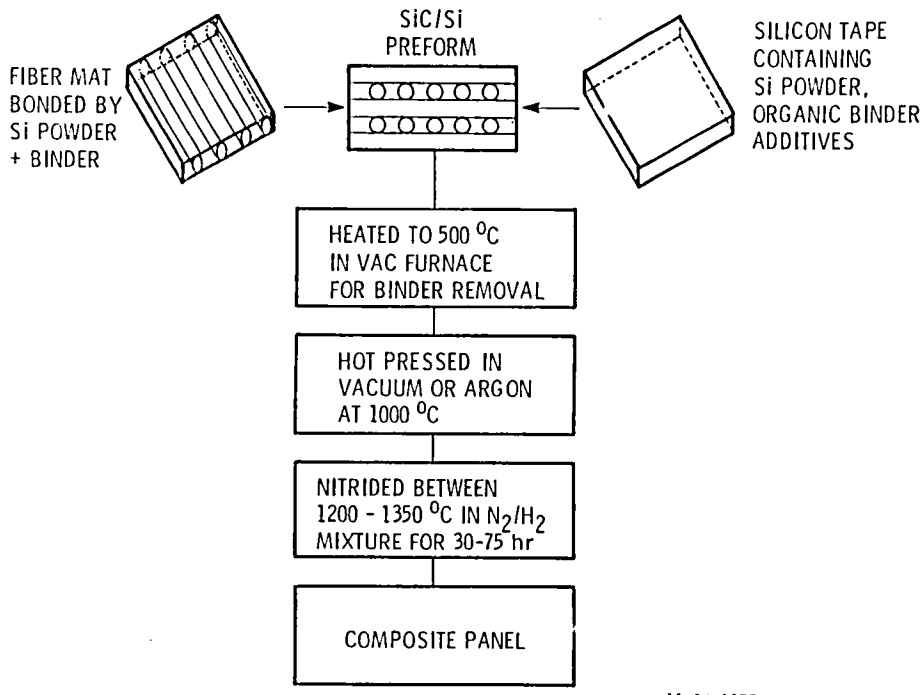 SiC/Si
PREFORM
FIBER MAT
BONDED BY
Si POWDER
+ BINDER
SILICON TAPE
CONTAINING
Si POWDER,
ORGANIC BINDER
ADDITIVES
HEATED TO 500 °C
IN VAC FURNACE
FOR BINDER REMOVAL
HOT PRESSED IN
VACUUM OR ARGON
AT 1000 °C
NITRIDED BETWEEN
1200 - 1350 °C IN N₂/H₂
MIXTURE FOR 30-75 hr
COMPOSITE PANEL